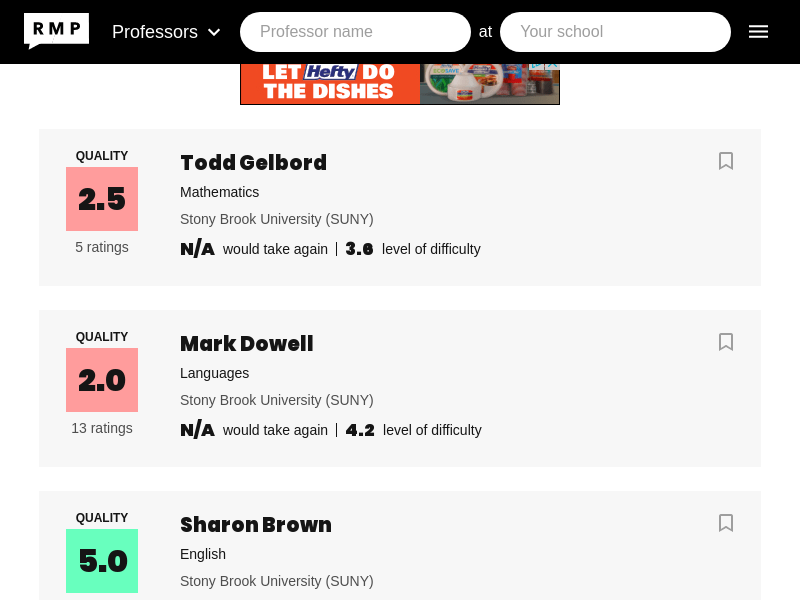 RMP
Professors
Professor name
at
Your school
LET Hefty DO
THE DISHES
ECOSAVE
QUALITY
2.5
5 ratings
Todd Gelbord
Mathematics
Stony Brook University (SUNY)
N/A would take again | 3.6 level of difficulty
QUALITY
2.0
13 ratings
Mark Dowell
Languages
Stony Brook University (SUNY)
N/A would take again | 4.2 level of difficulty
QUALITY
5.0
Sharon Brown
English
Stony Brook University (SUNY)